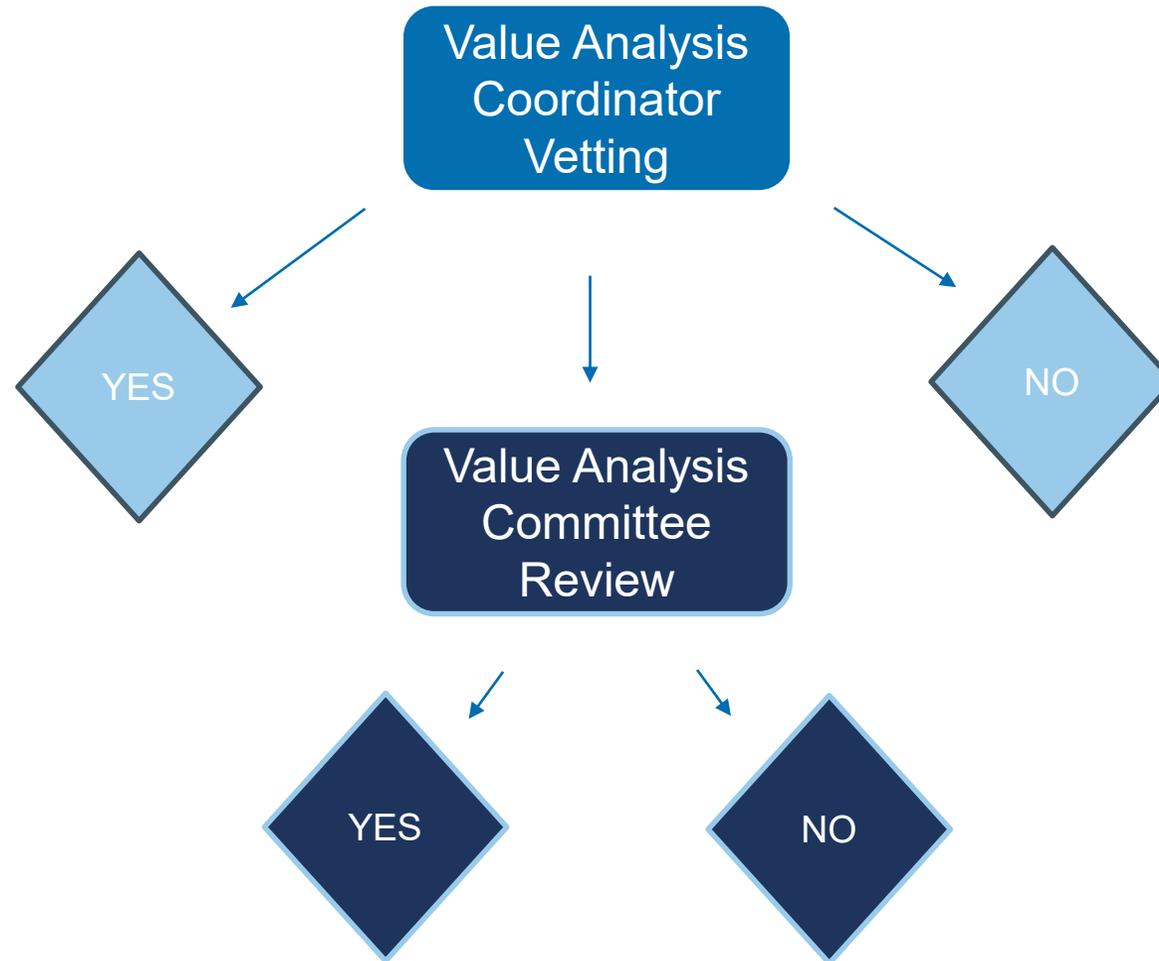 Value Analysis
Coordinator
Vetting
YES
NO
Value Analysis
Committee
Review
YES
NO